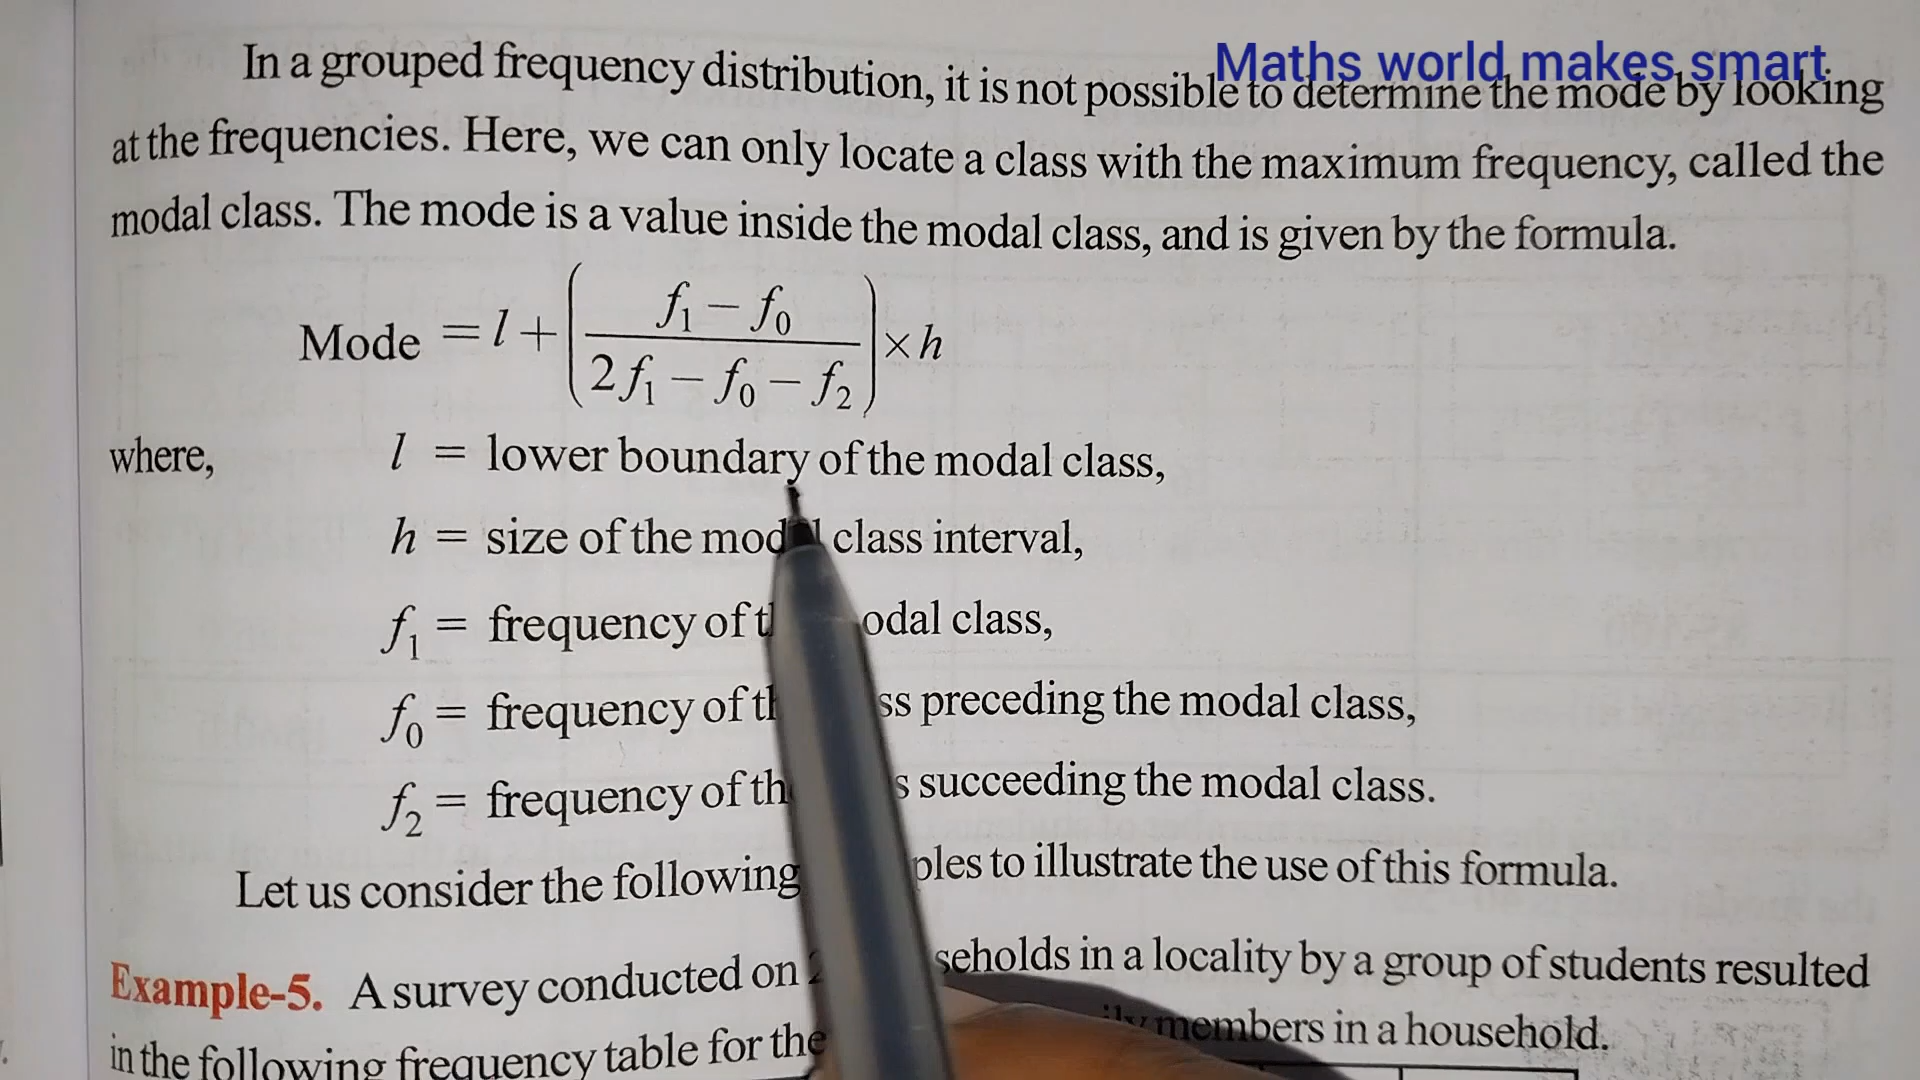 Maths world makes smart
In a grouped frequency distribution, it is not possible to determine the mode by looking
at the frequencies. Here, we can only locate a class with the maximum frequency, called the
modal class. The mode is a value inside the modal class, and is given by the formula.
Mode = l + ( (f₁ − f₀) / (2f₁ − f₀ − f₂) ) × h
where, l = lower boundary of the modal class,
h = size of the modal class interval,
f₁ = frequency of odal class,
f₀ = frequency of ss preceding the modal class,
f₂ = frequency of s succeeding the modal class.
Let us consider the following ples to illustrate the use of this formula.
Example-5. A survey conducted on seholds in a locality by a group of students resulted
in the following frequency table for the members in a household.